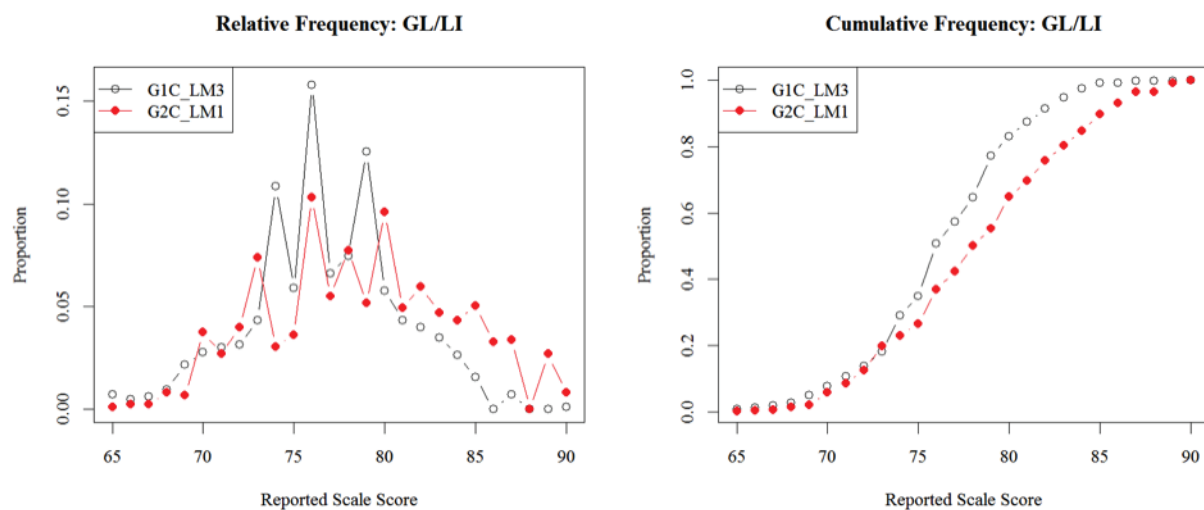 Relative Frequency: GL/LI
G1C_LM3
G2C_LM1
Proportion
0.15
0.10
0.05
0.00
65 70 75 80 85 90
Reported Scale Score
Cumulative Frequency: GL/LI
G1C_LM3
G2C_LM1
Proportion
1.0
0.8
0.6
0.4
0.2
0.0
65 70 75 80 85 90
Reported Scale Score